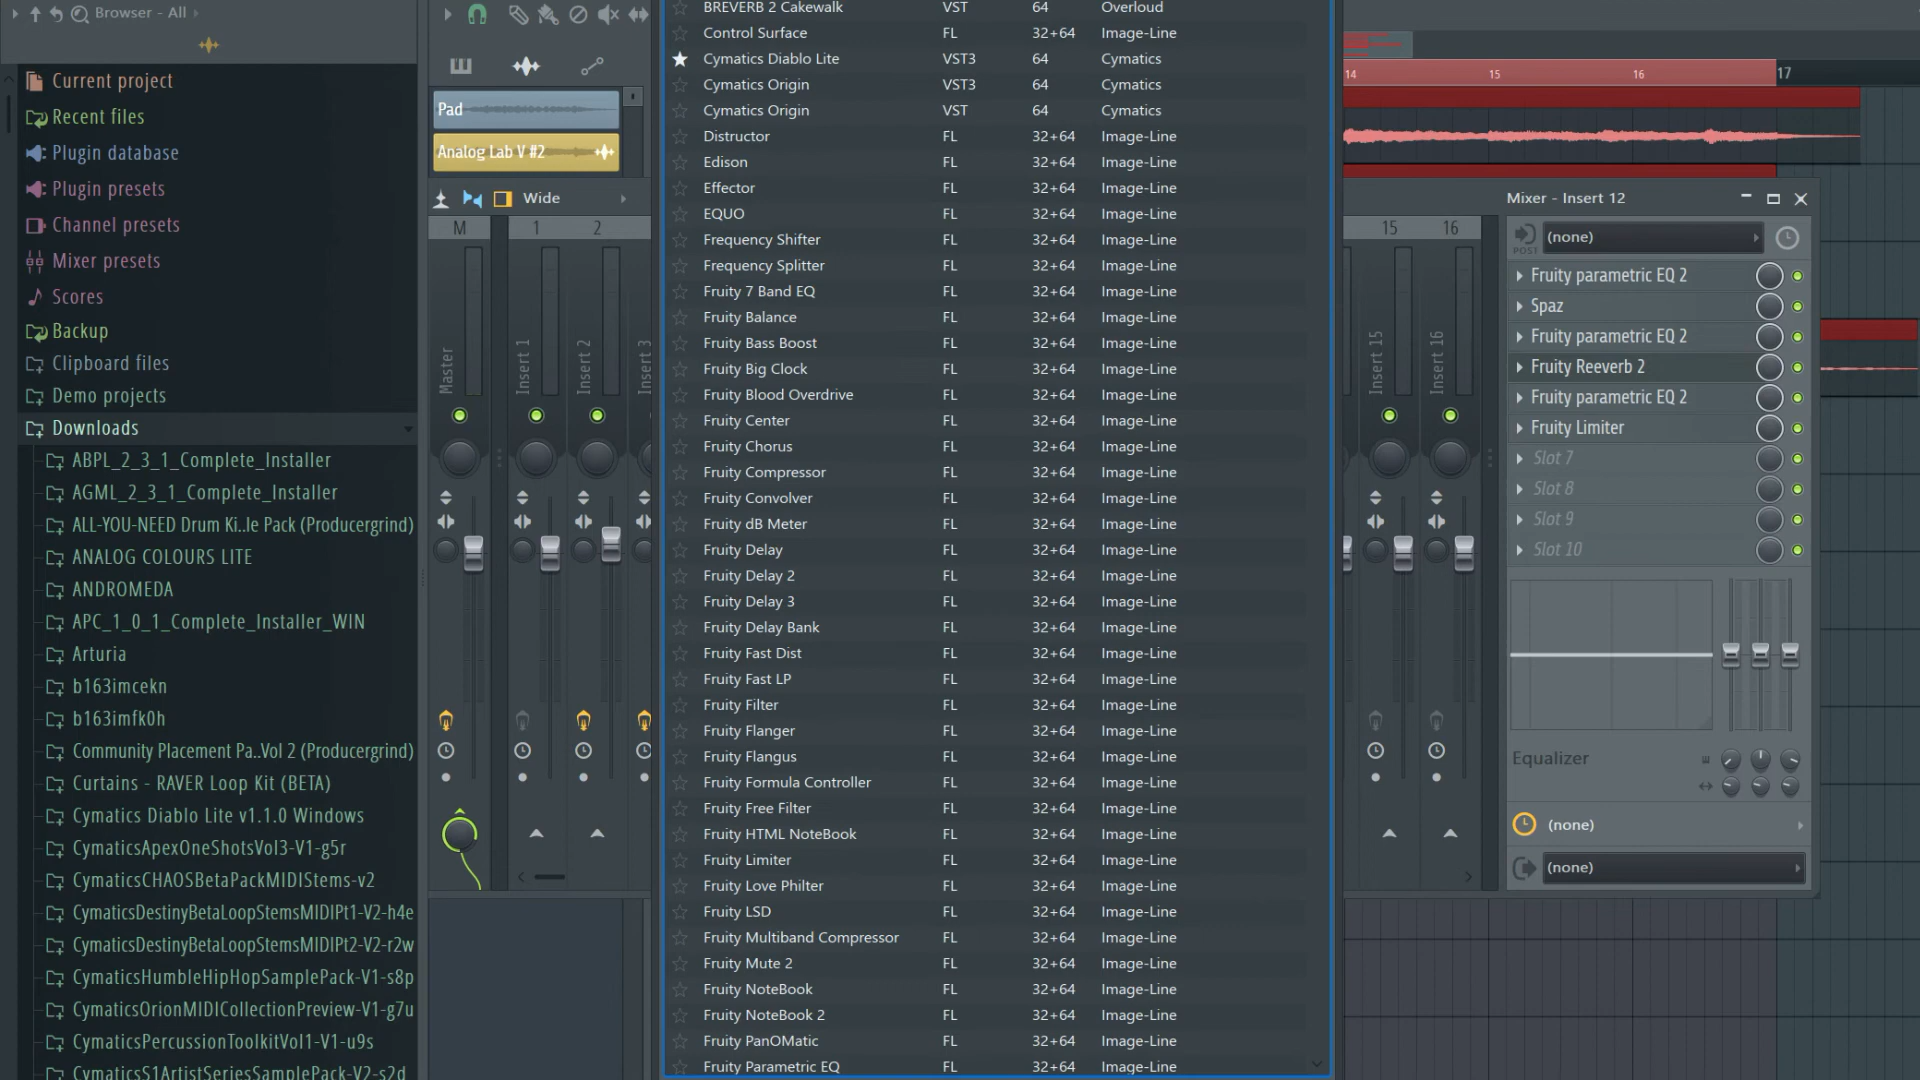 Browser - All
Current project
Recent files
Plugin database
Plugin presets
Channel presets
Mixer presets
Scores
Backup
Clipboard files
Demo projects
Downloads
ABPL_2_3_1_Complete_Installer
AGML_2_3_1_Complete_Installer
ALL-YOU-NEED Drum Ki..le Pack (Producergrind)
ANALOG COLOURS LITE
ANDROMEDA
APC_1_0_1_Complete_Installer_WIN
Arturia
b163imcekn
b163imfk0h
Community Placement Pa..Vol 2 (Producergrind)
Curtains - RAVER Loop Kit (BETA)
Cymatics Diablo Lite v1.1.0 Windows
CymaticsApexOneShotsVol3-V1-g5r
CymaticsCHAOSBetaPackMIDIStems-v2
CymaticsDestinyBetaLoopStemsMIDIPt1-V2-h4e
CymaticsDestinyBetaLoopStemsMIDIPt2-V2-r2w
CymaticsHumbleHipHopSamplePack-V1-s8p
CymaticsOrionMIDICollectionPreview-V1-g7u
CymaticsPercussionToolkitVol1-V1-u9s
CymaticsS1ArtistSeriesSamplePack-V2-s2d
Pad
Analog Lab V #2
Wide
M 1 2
Master
Insert 1
Insert 2
Insert 3
BREVERB 2 Cakewalk VST 64 Overloud
Control Surface FL 32+64 Image-Line
Cymatics Diablo Lite VST3 64 Cymatics
Cymatics Origin VST3 64 Cymatics
Cymatics Origin VST 64 Cymatics
Distructor FL 32+64 Image-Line
Edison FL 32+64 Image-Line
Effector FL 32+64 Image-Line
EQUO FL 32+64 Image-Line
Frequency Shifter FL 32+64 Image-Line
Frequency Splitter FL 32+64 Image-Line
Fruity 7 Band EQ FL 32+64 Image-Line
Fruity Balance FL 32+64 Image-Line
Fruity Bass Boost FL 32+64 Image-Line
Fruity Big Clock FL 32+64 Image-Line
Fruity Blood Overdrive FL 32+64 Image-Line
Fruity Center FL 32+64 Image-Line
Fruity Chorus FL 32+64 Image-Line
Fruity Compressor FL 32+64 Image-Line
Fruity Convolver FL 32+64 Image-Line
Fruity dB Meter FL 32+64 Image-Line
Fruity Delay FL 32+64 Image-Line
Fruity Delay 2 FL 32+64 Image-Line
Fruity Delay 3 FL 32+64 Image-Line
Fruity Delay Bank FL 32+64 Image-Line
Fruity Fast Dist FL 32+64 Image-Line
Fruity Fast LP FL 32+64 Image-Line
Fruity Filter FL 32+64 Image-Line
Fruity Flanger FL 32+64 Image-Line
Fruity Flangus FL 32+64 Image-Line
Fruity Formula Controller FL 32+64 Image-Line
Fruity Free Filter FL 32+64 Image-Line
Fruity HTML NoteBook FL 32+64 Image-Line
Fruity Limiter FL 32+64 Image-Line
Fruity Love Philter FL 32+64 Image-Line
Fruity LSD FL 32+64 Image-Line
Fruity Multiband Compressor FL 32+64 Image-Line
Fruity Mute 2 FL 32+64 Image-Line
Fruity NoteBook FL 32+64 Image-Line
Fruity NoteBook 2 FL 32+64 Image-Line
Fruity PanOMatic FL 32+64 Image-Line
Fruity Parametric EQ FL 32+64 Image-Line
14 15 16 17
15 16
Insert 15
Insert 16
Mixer - Insert 12
POST
(none)
Fruity parametric EQ 2
Spaz
Fruity parametric EQ 2
Fruity Reeverb 2
Fruity parametric EQ 2
Fruity Limiter
Slot 7
Slot 8
Slot 9
Slot 10
Equalizer
(none)
(none)